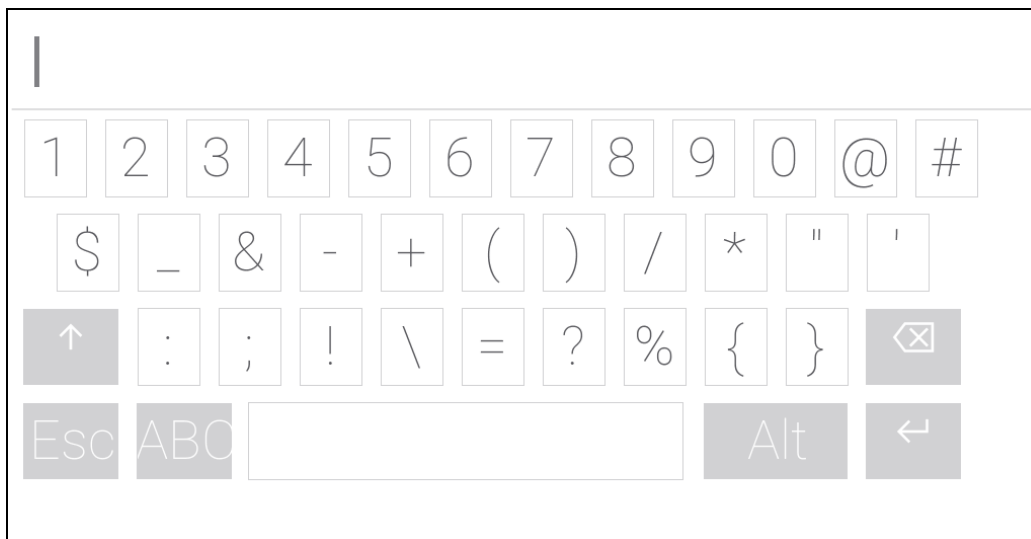 1 2 3 4 5 6 7 8 9 0 @ #
$ _ & - + ( ) / * " '
: ; ! \ = ? % { }
Esc ABC Alt